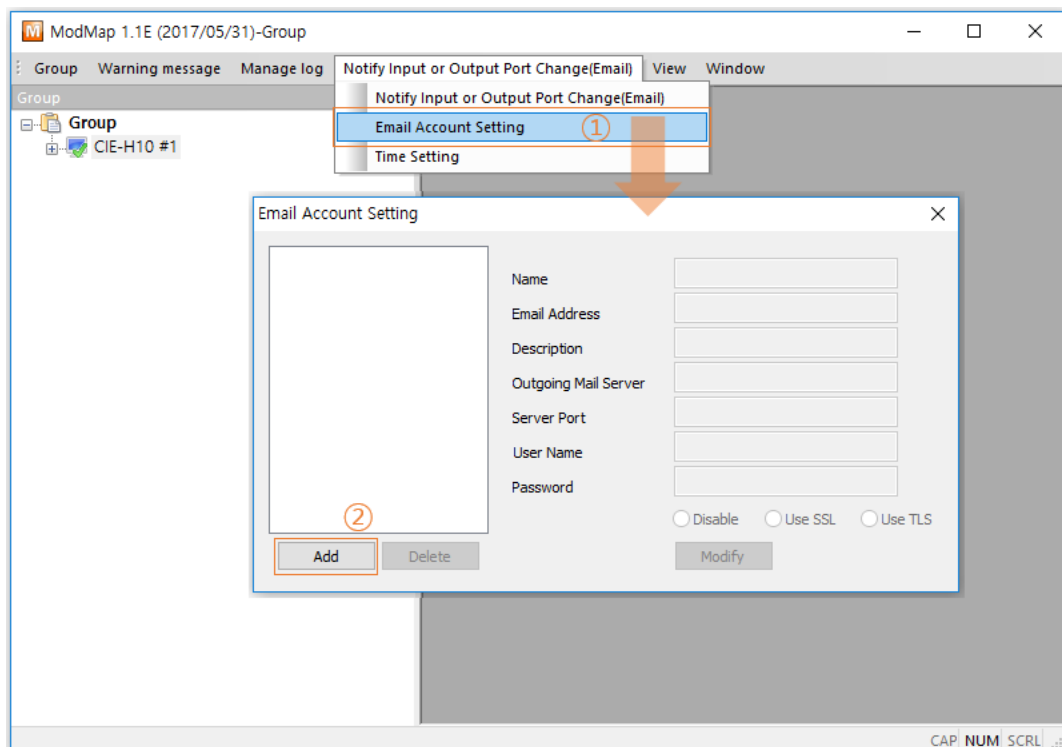 M ModMap 1.1E (2017/05/31)-Group
Group Warning message Manage log Notify Input or Output Port Change(Email) View Window
Group
Group
CIE-H10 #1
Notify Input or Output Port Change(Email)
Email Account Setting ①
Time Setting
Email Account Setting
Name
Email Address
Description
Outgoing Mail Server
Server Port
User Name
Password
Disable Use SSL Use TLS
②
Add Delete Modify
CAP NUM SCRL